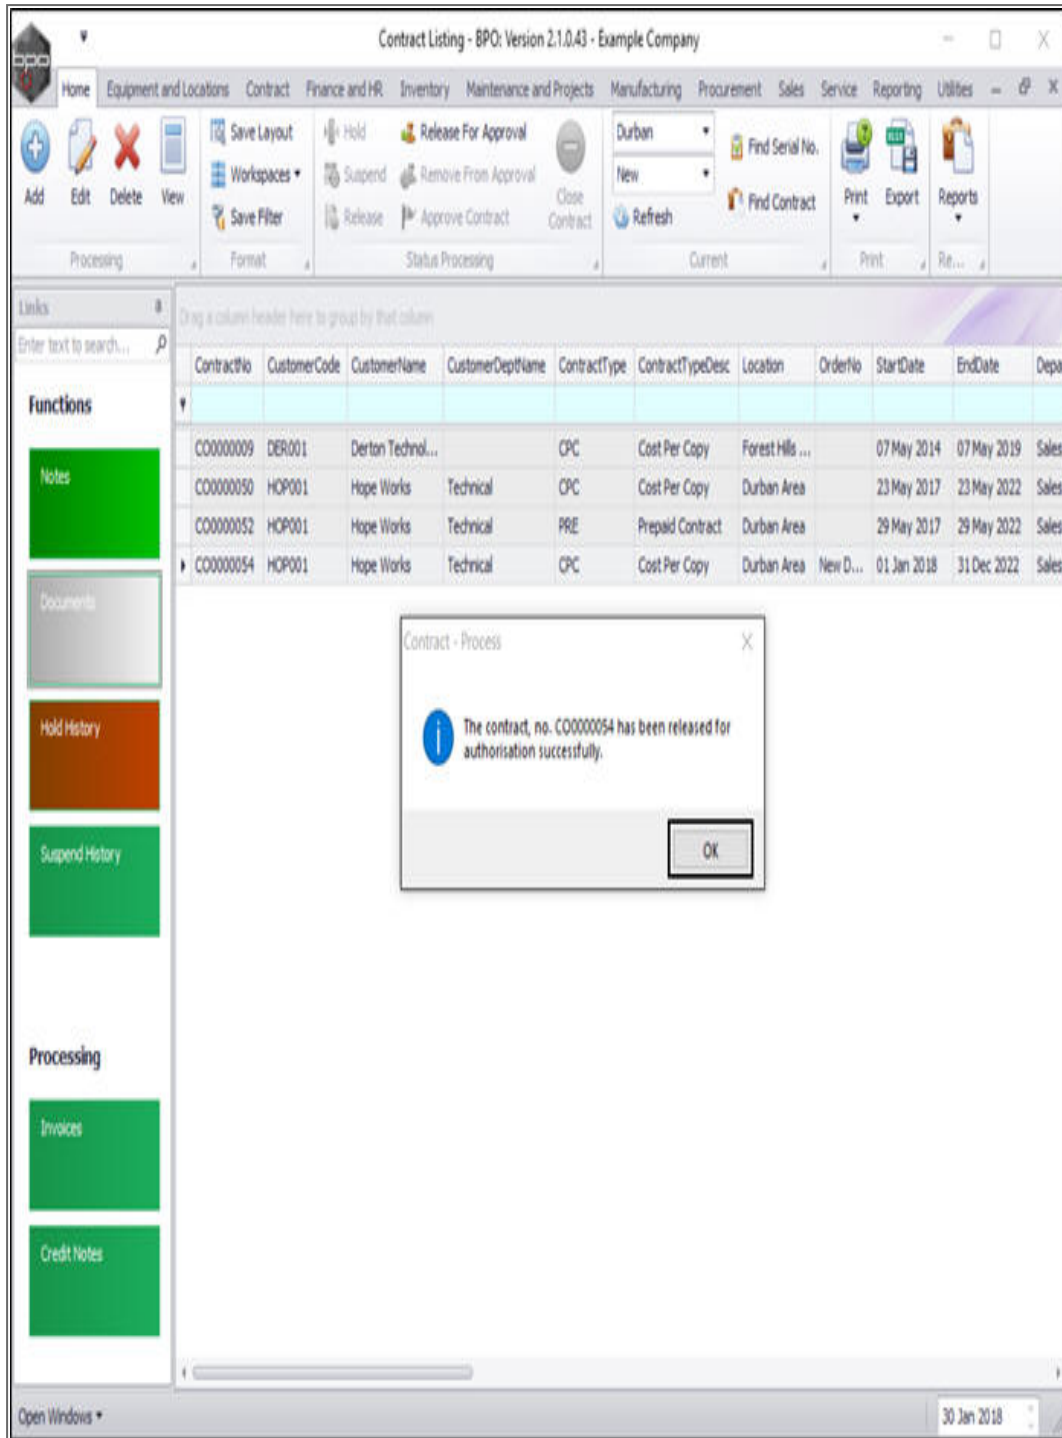 Contract Listing - BPO: Version 2.1.0.43 - Example Company
bpo
Home Equipment and Locations Contract Finance and HR Inventory Maintenance and Projects Manufacturing Procurement Sales Service Reporting Utilities
Add Edit Delete View
Save Layout
Workspaces
Save Filter
Hold
Suspend
Release
Release For Approval
Remove From Approval
Approve Contract
Close Contract
Durban
New
Refresh
Find Serial No.
Find Contract
Print
Export
Reports
Processing Format Status Processing Current Print Re...
Links
Enter text to search...
Drag a column header here to group by that column
ContractNo CustomerCode CustomerName CustomerDeptName ContractType ContractTypeDesc Location OrderNo StartDate EndDate Depa
CO0000009 DER001 Derton Technol... CPC Cost Per Copy Forest Hills ... 07 May 2014 07 May 2019 Sales
CO0000050 HOP001 Hope Works Technical CPC Cost Per Copy Durban Area 23 May 2017 23 May 2022 Sales
CO0000052 HOP001 Hope Works Technical PRE Prepaid Contract Durban Area 29 May 2017 29 May 2022 Sales
CO0000054 HOP001 Hope Works Technical CPC Cost Per Copy Durban Area New D... 01 Jan 2018 31 Dec 2022 Sales
Functions
Notes
Documents
Hold History
Suspend History
Processing
Invoices
Credit Notes
Contract - Process
The contract, no. CO0000054 has been released for
authorisation successfully.
OK
Open Windows
30 Jan 2018